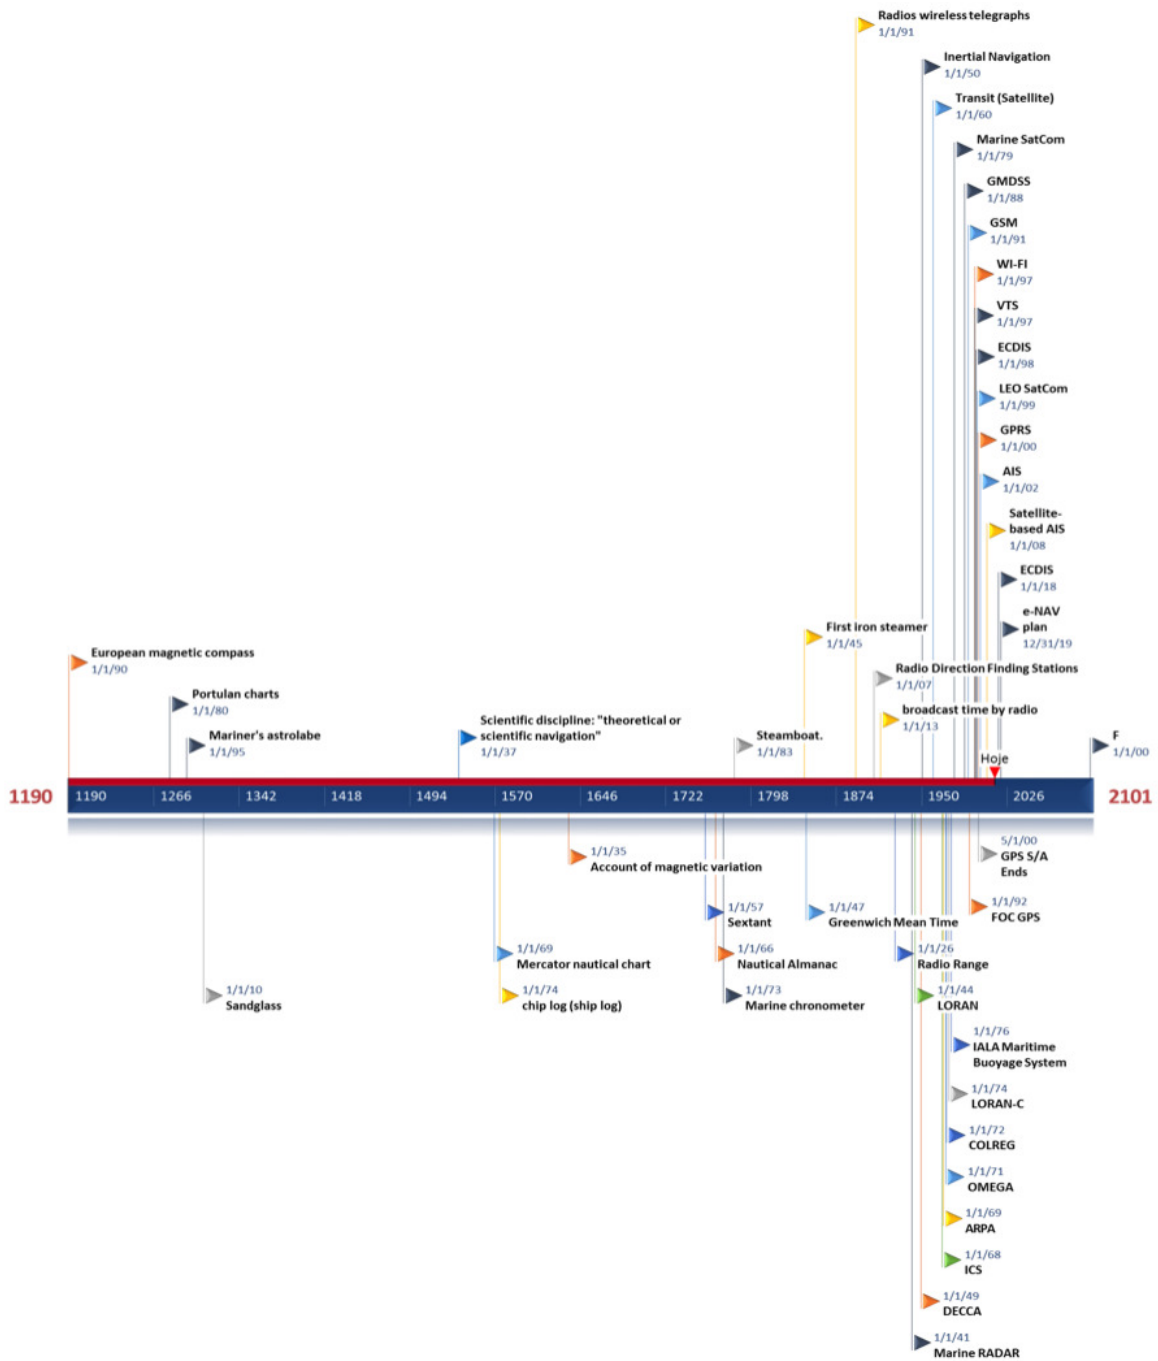 Radios wireless telegraphs
1/1/91
Inertial Navigation
1/1/50
Transit (Satellite)
1/1/60
Marine SatCom
1/1/79
GMDSS
1/1/88
GSM
1/1/91
WI-FI
1/1/97
VTS
1/1/97
ECDIS
1/1/98
LEO SatCom
1/1/99
GPRS
1/1/00
AIS
1/1/02
Satellite-
based AIS
1/1/08
ECDIS
1/1/18
e-NAV
plan
12/31/19
First iron steamer
1/1/45
European magnetic compass
1/1/90
Radio Direction Finding Stations
1/1/07
Portulan charts
1/1/80
broadcast time by radio
1/1/13
Mariner's astrolabe
1/1/95
Scientific discipline: "theoretical or
scientific navigation"
1/1/37
Steamboat.
1/1/83
F
1/1/00
Hoje
1190
1190 1266 1342 1418 1494 1570 1646 1722 1798 1874 1950 2026
2101
5/1/00
GPS S/A
Ends
1/1/35
Account of magnetic variation
1/1/92
FOC GPS
1/1/57
Sextant
1/1/47
Greenwich Mean Time
1/1/69
Mercator nautical chart
1/1/66
Nautical Almanac
1/1/26
Radio Range
1/1/10
Sandglass
1/1/74
chip log (ship log)
1/1/73
Marine chronometer
1/1/44
LORAN
1/1/76
IALA Maritime
Buoyage System
1/1/74
LORAN-C
1/1/72
COLREG
1/1/71
OMEGA
1/1/69
ARPA
1/1/68
ICS
1/1/49
DECCA
1/1/41
Marine RADAR